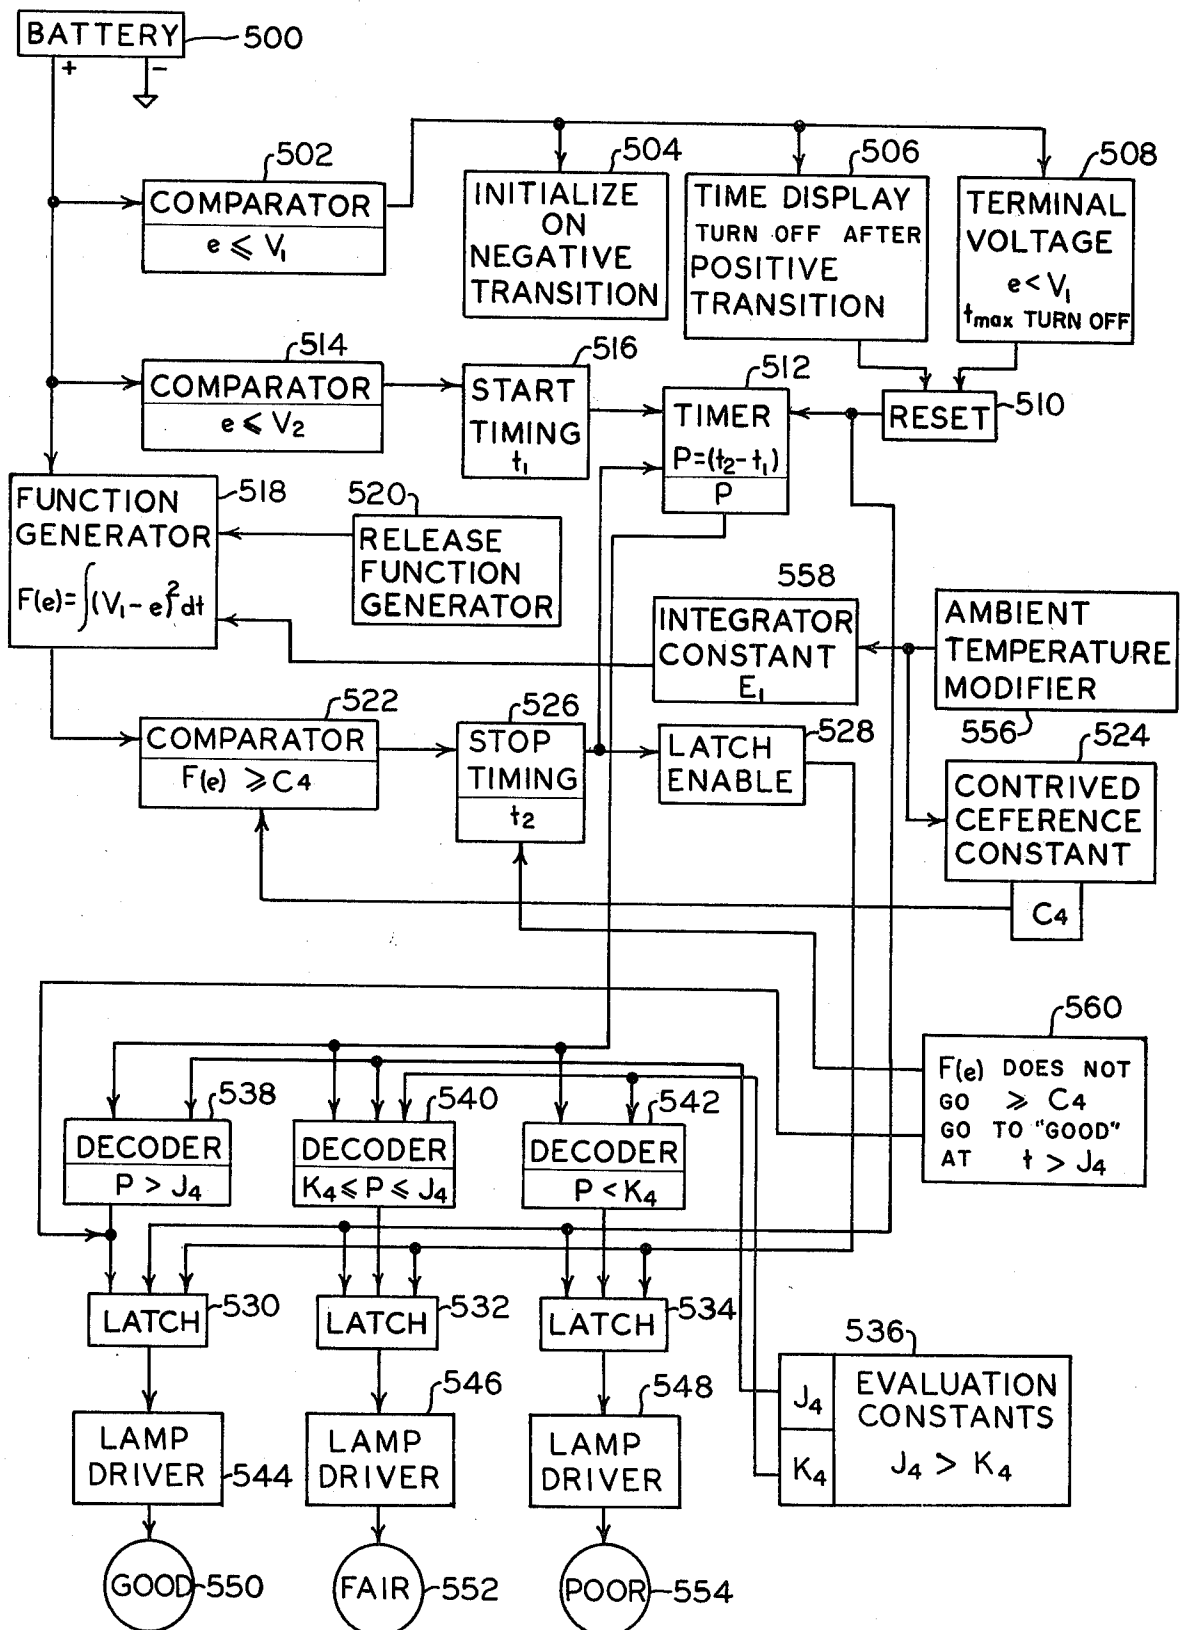 BATTERY
500
+
−
502
COMPARATOR
e ≤ V₁
504
INITIALIZE
ON
NEGATIVE
TRANSITION
506
TIME DISPLAY
TURN OFF AFTER
POSITIVE
TRANSITION
508
TERMINAL
VOLTAGE
e < V₁
tmax TURN OFF
514
COMPARATOR
e ≤ V₂
516
START
TIMING
t₁
512
TIMER
P=(t₂-t₁)
P
RESET
510
518
FUNCTION
GENERATOR
F(e)=∫(V₁-e)²dt
520
RELEASE
FUNCTION
GENERATOR
558
INTEGRATOR
CONSTANT
E₁
AMBIENT
TEMPERATURE
MODIFIER
556
522
COMPARATOR
F(e) ≥ C4
526
STOP
TIMING
t₂
528
LATCH
ENABLE
524
CONTRIVED
CEFERENCE
CONSTANT
C4
560
F(e) DOES NOT
GO ≥ C4
GO TO "GOOD"
AT t > J4
538
DECODER
P > J4
540
DECODER
K4 ≤ P ≤ J4
542
DECODER
P < K4
530
LATCH
532
LATCH
534
LATCH
536
J4
K4
EVALUATION
CONSTANTS
J4 > K4
LAMP
DRIVER
544
546
LAMP
DRIVER
548
LAMP
DRIVER
GOOD
550
FAIR
552
POOR
554